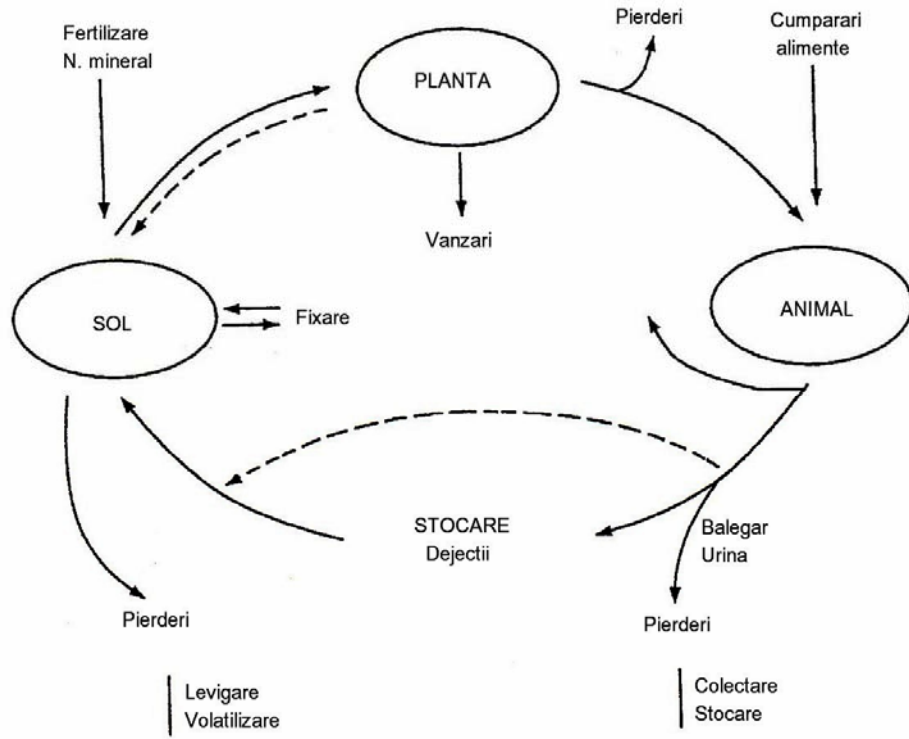 Pierderi
Cumparari
alimente
Fertilizare
N. mineral
PLANTA
Vanzari
SOL
Fixare
ANIMAL
STOCARE
Dejectii
Balegar
Urina
Pierderi
Pierderi
Levigare
Volatilizare
Colectare
Stocare